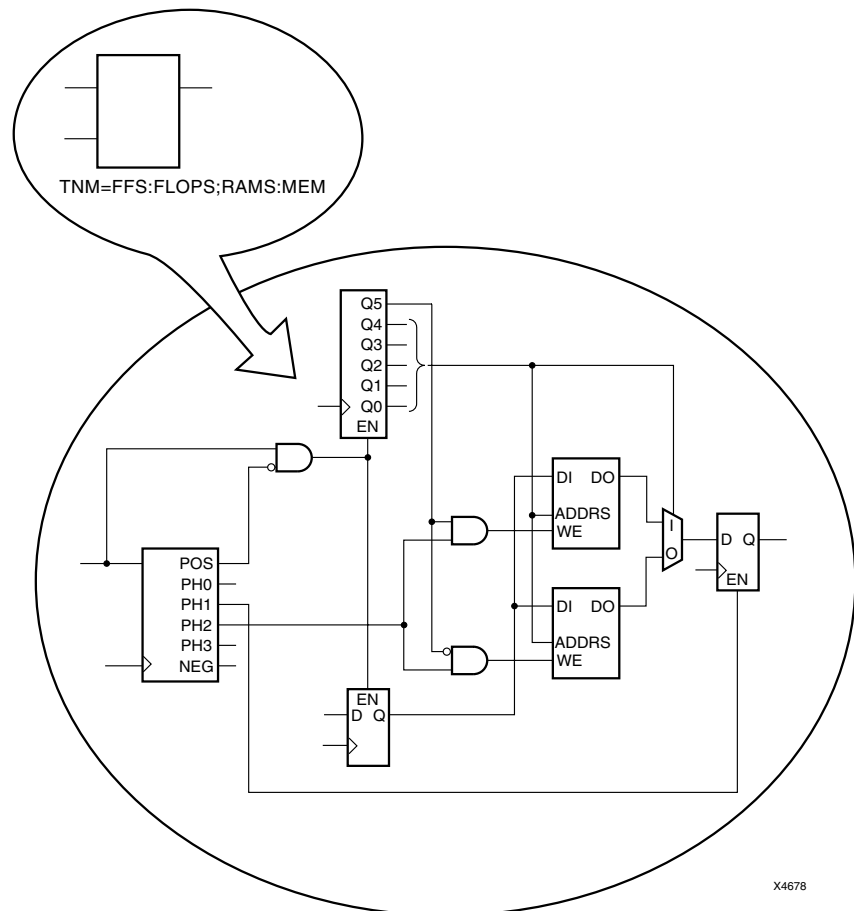 TNM=FFS:FLOPS;RAMS:MEM
Q5
Q4
Q3
Q2
Q1
Q0
EN
DI DO
ADDRS
WE
I
O
D Q
EN
POS
PH0
PH1
PH2
PH3
NEG
DI DO
ADDRS
WE
EN
D Q
X4678